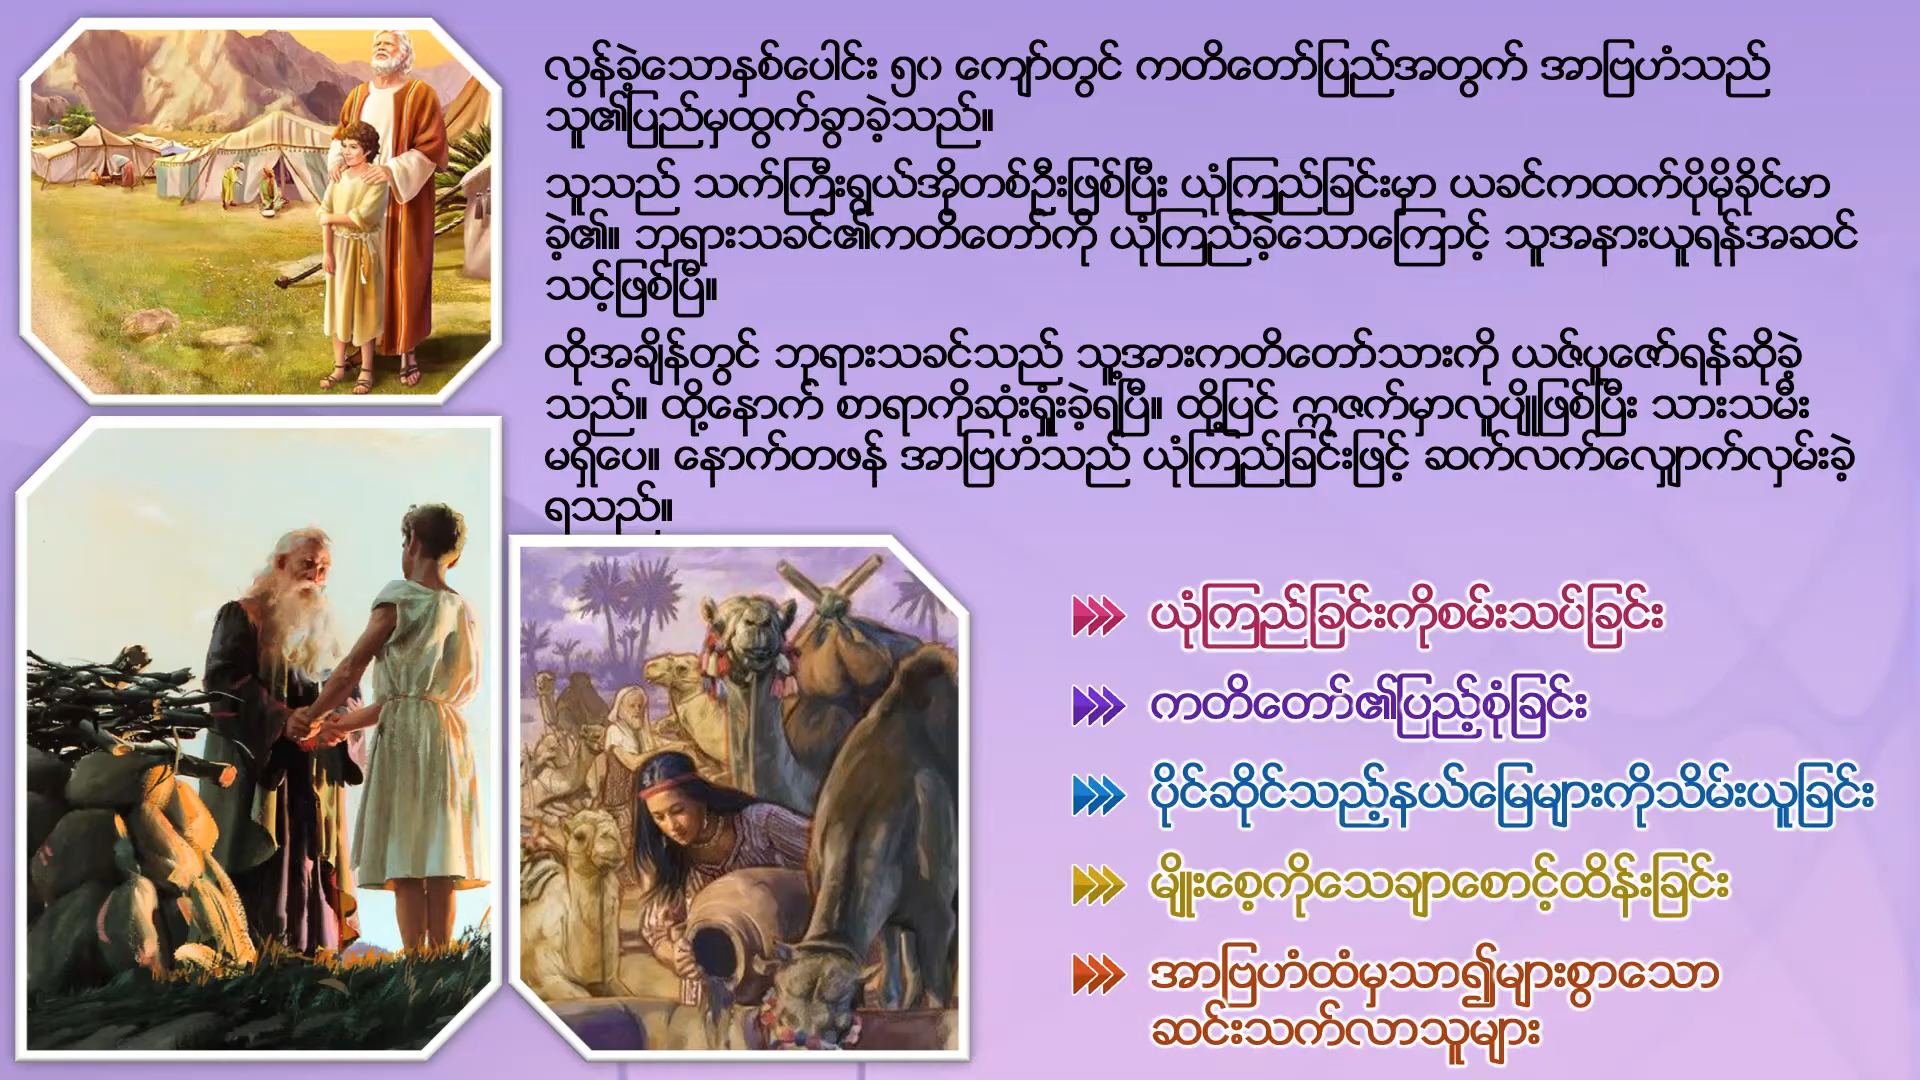 လွန်ခဲ့သောနှစ်ပေါင်း ၅၀ ကျော်တွင် ကတိတော်ပြည်အတွက် အာဗြဟံသည်
သူ၏ပြည်မှထွက်ခွာခဲ့သည်။
သူသည် သက်ကြီးရွယ်အိုတစ်ဦးဖြစ်ပြီး ယုံကြည်ခြင်းမှာ ယခင်ကထက်ပိုမိုခိုင်မာ
ခဲ့၏။ ဘုရားသခင်၏ကတိတော်ကို ယုံကြည်ခဲ့သောကြောင့် သူအနားယူရန်အဆင်
သင့်ဖြစ်ပြီ။
ထိုအချိန်တွင် ဘုရားသခင်သည် သူ့အားကတိတော်သားကို ယဇ်ပူဇော်ရန်ဆိုခဲ့
သည်။ ထို့နောက် စာရာကိုဆုံးရှုံးခဲ့ရပြီ။ ထို့ပြင် ဣဇက်မှာလူပျိုဖြစ်ပြီး သားသမီး
မရှိပေ။ နောက်တဖန် အာဗြဟံသည် ယုံကြည်ခြင်းဖြင့် ဆက်လက်လျှောက်လှမ်းခဲ့
ရသည်။
ယုံကြည်ခြင်းကိုစမ်းသပ်ခြင်း
ကတိတော်၏ပြည့်စုံခြင်း
ပိုင်ဆိုင်သည့်နယ်မြေများကိုသိမ်းယူခြင်း
မျိုးစေ့ကိုသေချာစောင့်ထိန်းခြင်း
အာဗြဟံထံမှသာ၍များစွာသော
ဆင်းသက်လာသူများ